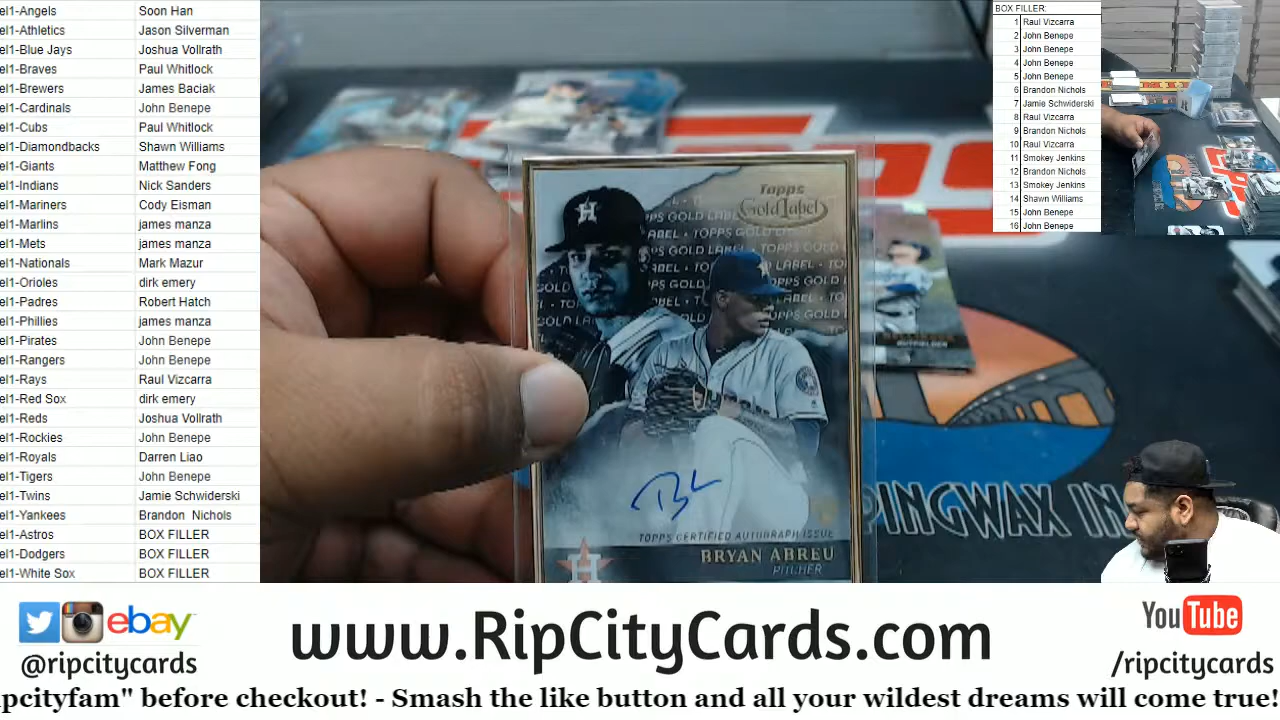 el1-Angels Soon Han
el1-Athletics Jason Silverman
el1-Blue Jays Joshua Vollrath
el1-Braves Paul Whitlock
el1-Brewers James Baciak
el1-Cardinals John Benepe
el1-Cubs Paul Whitlock
el1-Diamondbacks Shawn Williams
el1-Giants Matthew Fong
el1-Indians Nick Sanders
el1-Mariners Cody Eisman
el1-Marlins james manza
el1-Mets james manza
el1-Nationals Mark Mazur
el1-Orioles dirk emery
el1-Padres Robert Hatch
el1-Phillies james manza
el1-Pirates John Benepe
el1-Rangers John Benepe
el1-Rays Raul Vizcarra
el1-Red Sox dirk emery
el1-Reds Joshua Vollrath
el1-Rockies John Benepe
el1-Royals Darren Liao
el1-Tigers John Benepe
el1-Twins Jamie Schwiderski
el1-Yankees Brandon Nichols
el1-Astros BOX FILLER
el1-Dodgers BOX FILLER
el1-White Sox BOX FILLER
BOX FILLER:
1 Raul Vizcarra
2 John Benepe
3 John Benepe
4 John Benepe
5 John Benepe
6 Brandon Nichols
7 Jamie Schwiderski
8 Raul Vizcarra
9 Brandon Nichols
10 Raul Vizcarra
11 Smokey Jenkins
12 Brandon Nichols
13 Smokey Jenkins
14 Shawn Williams
15 John Benepe
16 John Benepe
Topps
Gold Label
H
TOPPS CERTIFIED AUTOGRAPH ISSUE
BRYAN ABREU
PITCHER
H
OUTFIELDER
PINGWAX IN
ebay
@ripcitycards
www.RipCityCards.com
YouTube
/ripcitycards
ipcityfam" before checkout! - Smash the like button and all your wildest dreams will come true!